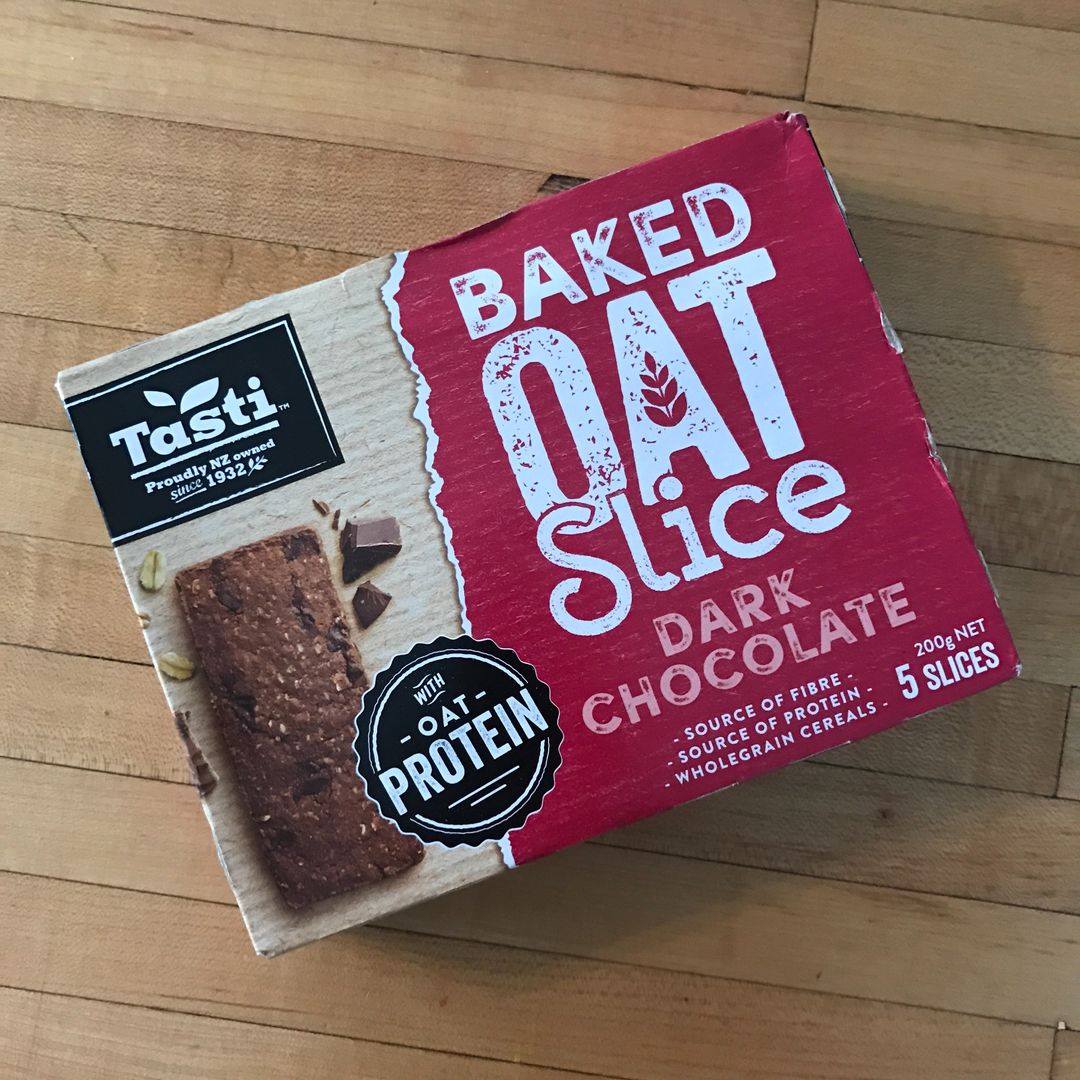 Tasti™
Proudly NZ owned
since 1932
BAKED
OAT
Slice
DARK
CHOCOLATE
- SOURCE OF FIBRE -
- SOURCE OF PROTEIN -
- WHOLEGRAIN CEREALS -
200g NET
5 SLICES
WITH
- OAT -
PROTEIN